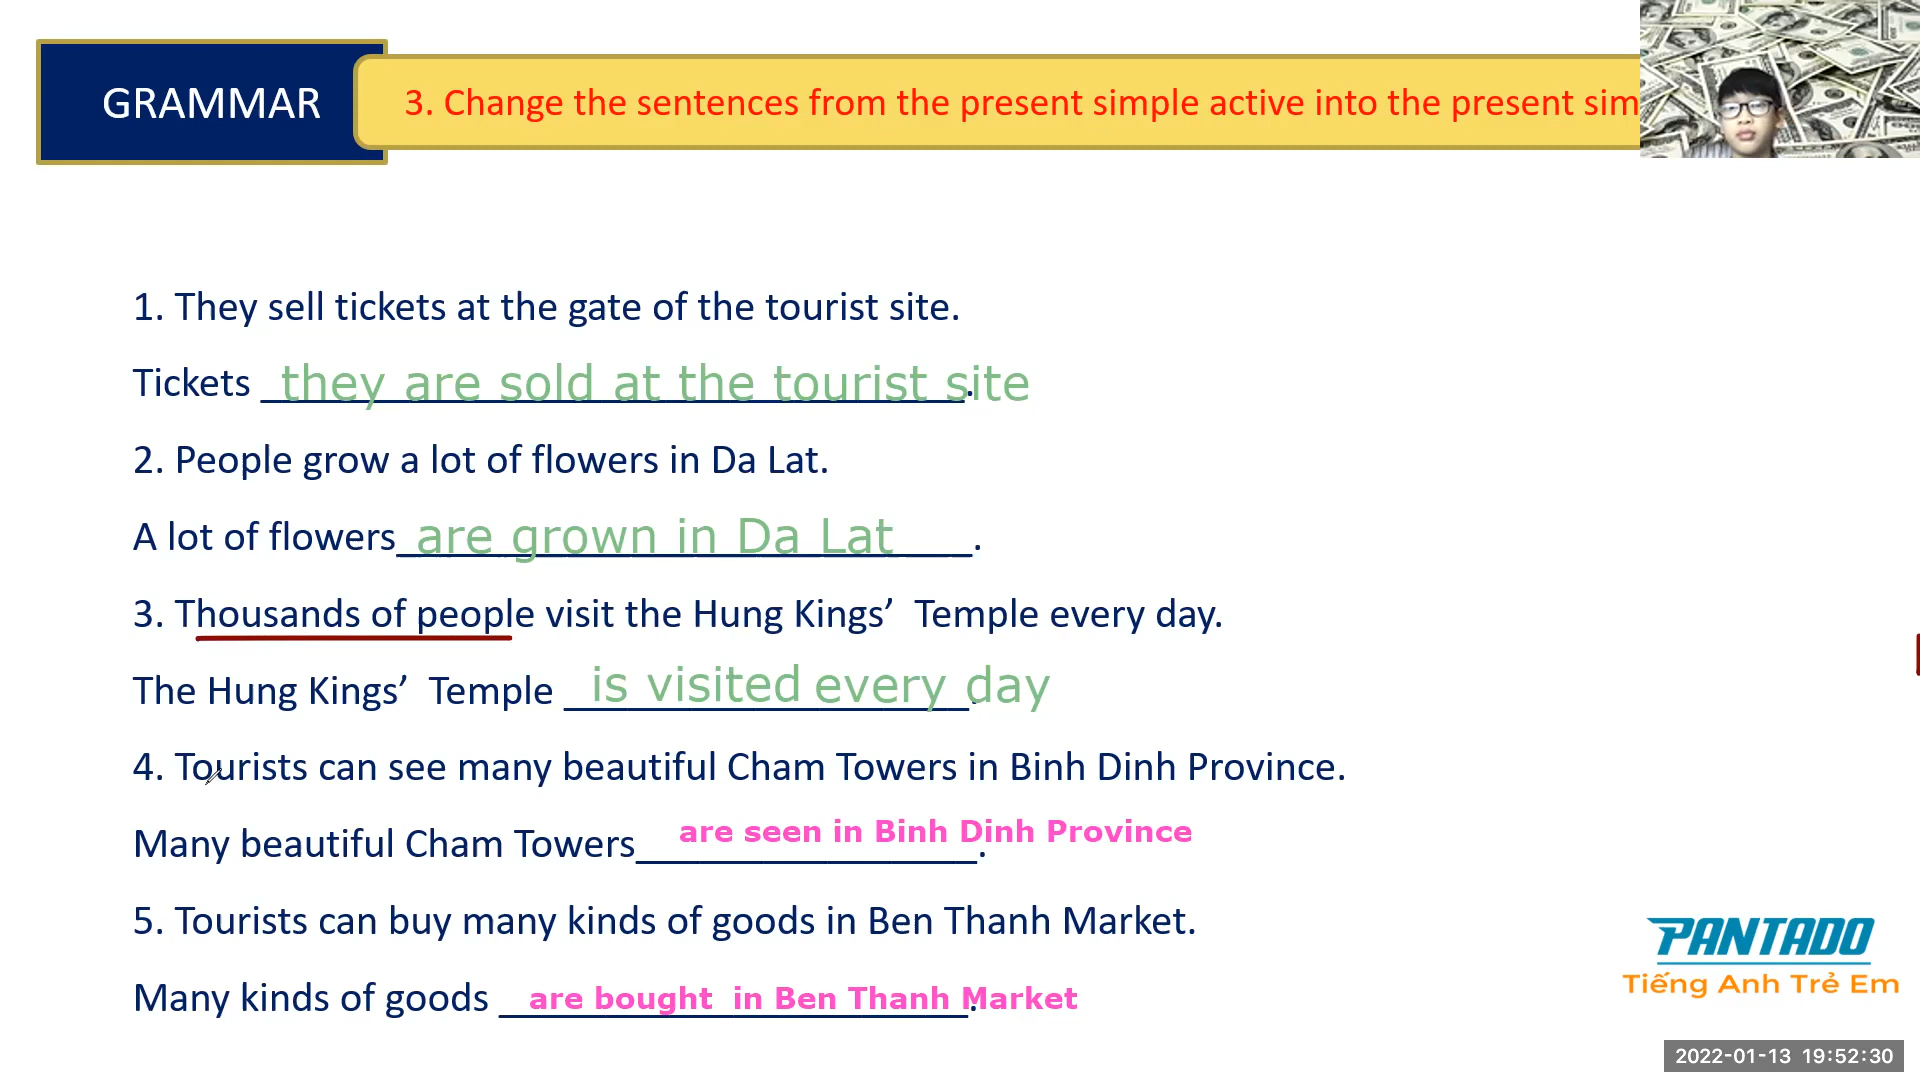 GRAMMAR
3. Change the sentences from the present simple active into the present sim
1. They sell tickets at the gate of the tourist site.
Tickets they are sold at the tourist site.
2. People grow a lot of flowers in Da Lat.
A lot of flowers are grown in Da Lat.
3. Thousands of people visit the Hung Kings’ Temple every day.
The Hung Kings’ Temple is visited every day.
4. Tourists can see many beautiful Cham Towers in Binh Dinh Province.
Many beautiful Cham Towers are seen in Binh Dinh Province.
5. Tourists can buy many kinds of goods in Ben Thanh Market.
Many kinds of goods are bought in Ben Thanh Market.
PANTADO
Tiếng Anh Trẻ Em
2022-01-13 19:52:30